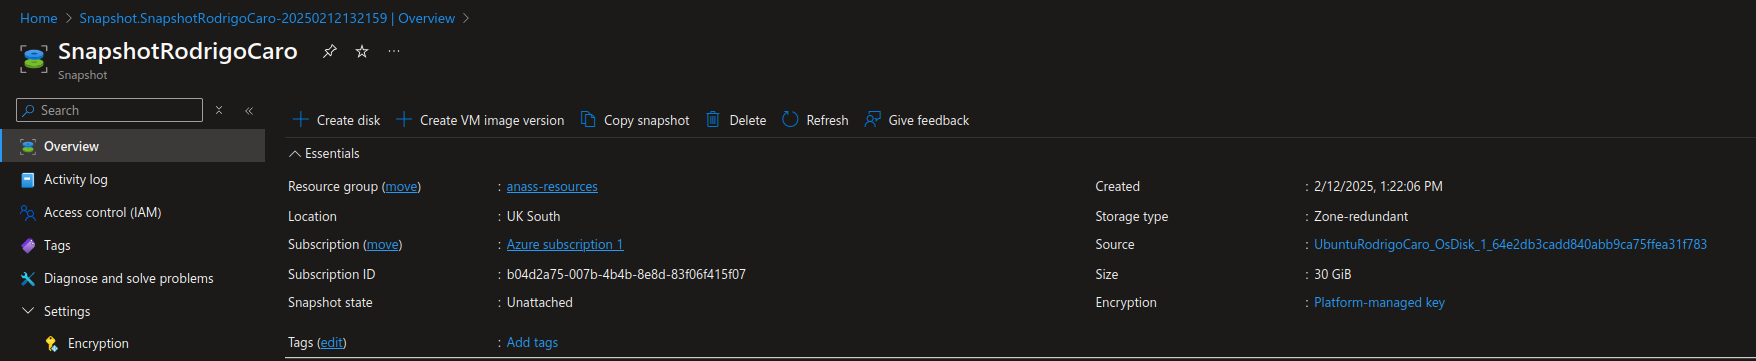 Home > Snapshot.SnapshotRodrigoCaro-20250212132159 | Overview >
SnapshotRodrigoCaro
Snapshot
Search
Overview
Activity log
Access control (IAM)
Tags
Diagnose and solve problems
Settings
Encryption
Create disk Create VM image version Copy snapshot Delete Refresh Give feedback
Essentials
Resource group (move) : anass-resources
Location : UK South
Subscription (move) : Azure subscription 1
Subscription ID : b04d2a75-007b-4b4b-8e8d-83f06f415f07
Snapshot state : Unattached
Created : 2/12/2025, 1:22:06 PM
Storage type : Zone-redundant
Source : UbuntuRodrigoCaro_OsDisk_1_64e2db3cadd840abb9ca75ffea31f783
Size : 30 GiB
Encryption : Platform-managed key
Tags (edit) : Add tags